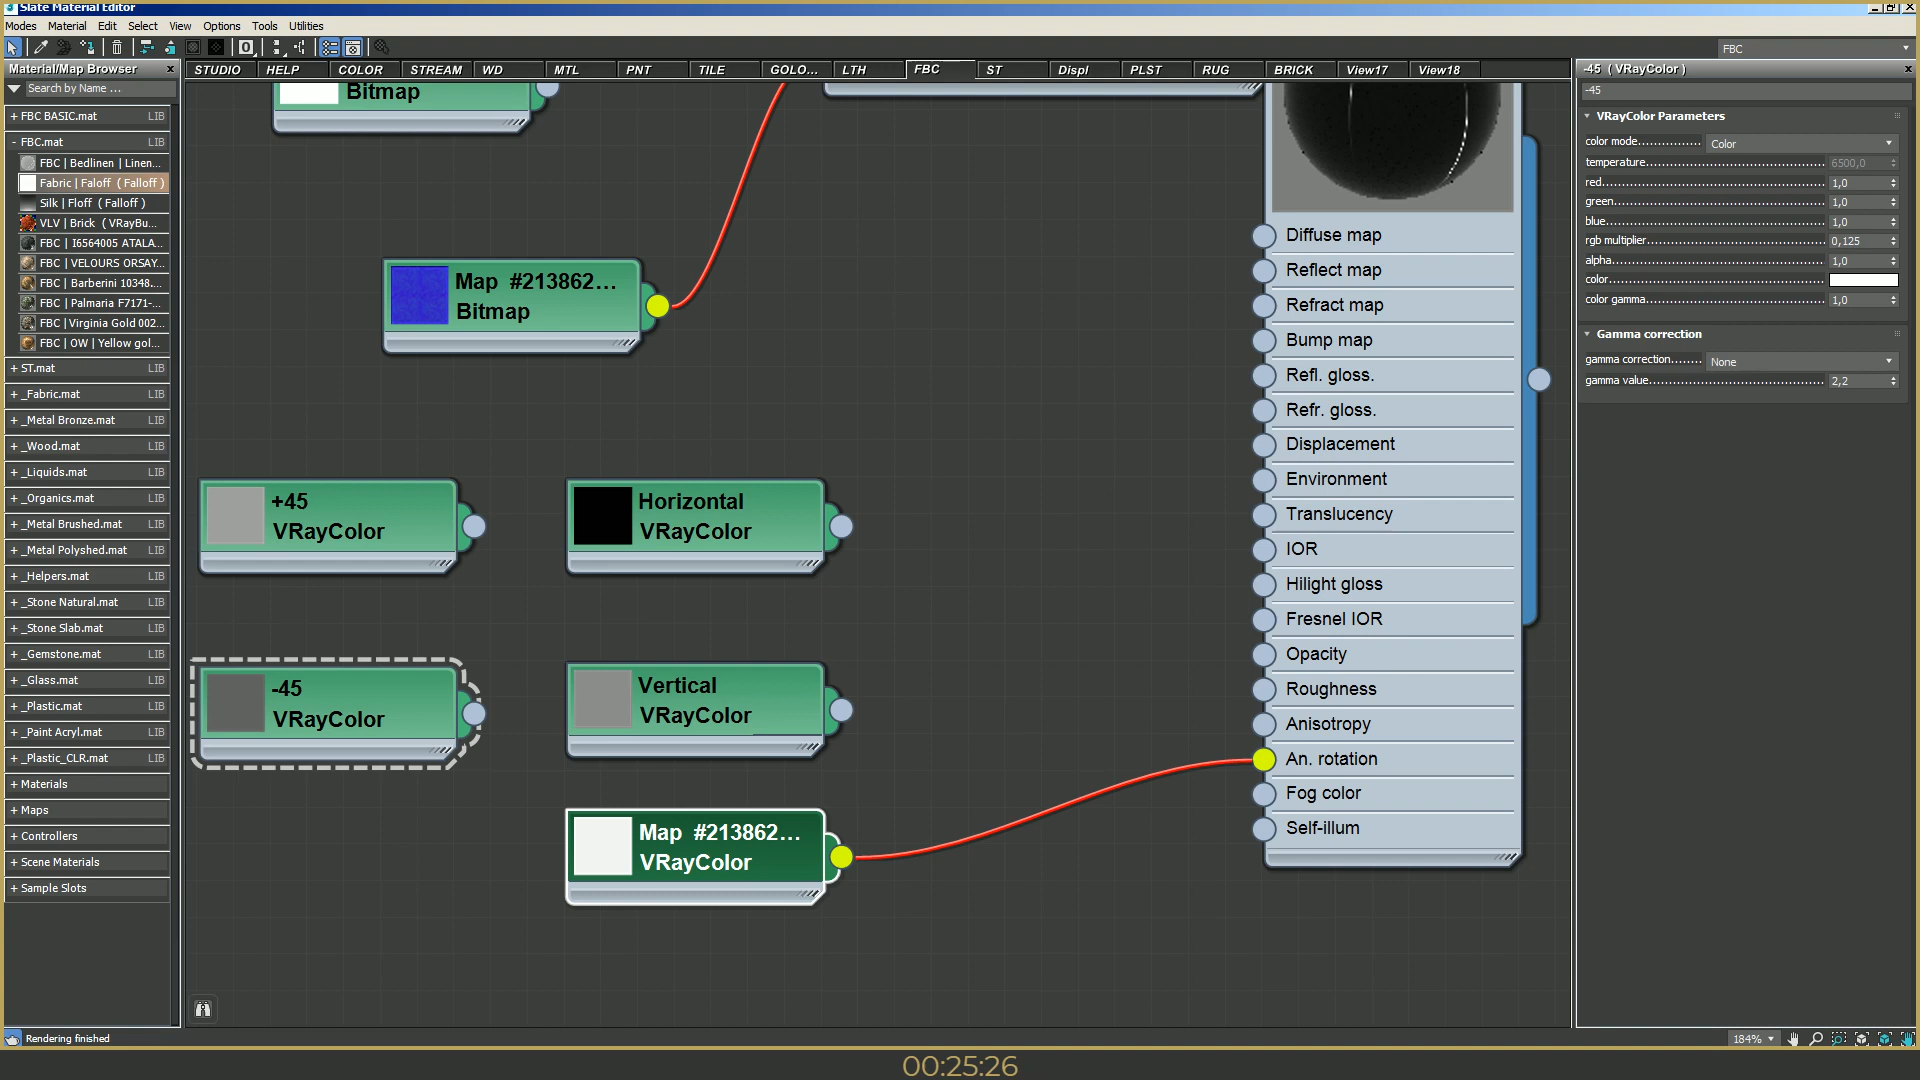 Slate Material Editor
Modes Material Edit Select View Options Tools Utilities
0
FBC
Material/Map Browser x
STUDIO HELP COLOR STREAM WD MTL PNT TILE GOLO... LTH FBC ST Displ PLST RUG BRICK View17 View18
-45 ( VRayColor ) x
Search by Name ...
+ FBC BASIC.mat LIB
- FBC.mat LIB
FBC | Bedlinen | Linen...
Fabric | Faloff ( Falloff )
Silk | Floff ( Falloff )
VLV | Brick ( VRayBu...
FBC | I6564005 ATALA...
FBC | VELOURS ORSAY...
FBC | Barberini 10348...
FBC | Palmaria F7171-...
FBC | Virginia Gold 002...
FBC | OW | Yellow gol...
+ ST.mat LIB
+ _Fabric.mat LIB
+ _Metal Bronze.mat LIB
+ _Wood.mat LIB
+ _Liquids.mat LIB
+ _Organics.mat LIB
+ _Metal Brushed.mat LIB
+ _Metal Polyshed.mat LIB
+ _Helpers.mat LIB
+ _Stone Natural.mat LIB
+ _Stone Slab.mat LIB
+ _Gemstone.mat LIB
+ _Glass.mat LIB
+ _Plastic.mat LIB
+ _Paint Acryl.mat LIB
+ _Plastic_CLR.mat LIB
+ Materials
+ Maps
+ Controllers
+ Scene Materials
+ Sample Slots
Bitmap
Map #213862...
Bitmap
+45
VRayColor
Horizontal
VRayColor
-45
VRayColor
Vertical
VRayColor
Map #213862...
VRayColor
Diffuse map
Reflect map
Refract map
Bump map
Refl. gloss.
Refr. gloss.
Displacement
Environment
Translucency
IOR
Hilight gloss
Fresnel IOR
Opacity
Roughness
Anisotropy
An. rotation
Fog color
Self-illum
-45
VRayColor Parameters
color mode............... Color
temperature.............. 6500,0
red...................... 1,0
green.................... 1,0
blue..................... 1,0
rgb multiplier........... 0,125
alpha.................... 1,0
color....................
color gamma.............. 1,0
Gamma correction
gamma correction........ None
gamma value.............. 2,2
Rendering finished
184%
00:25:26